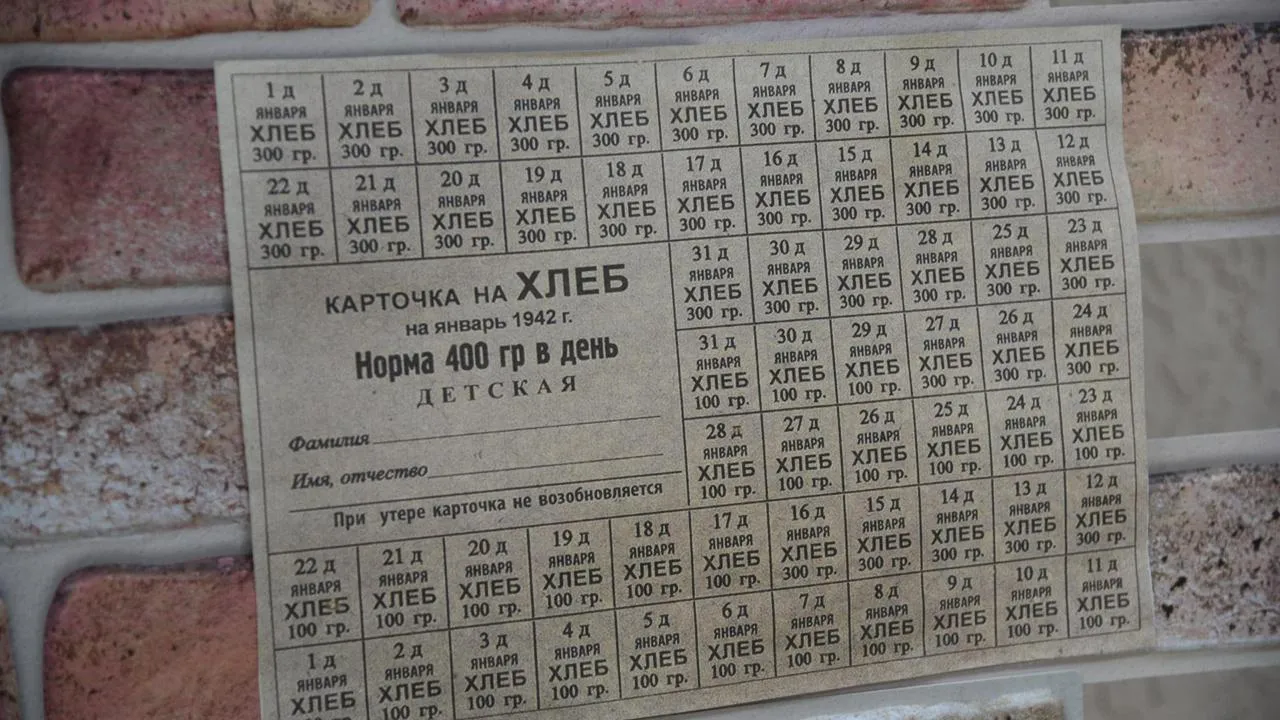 1 д 2 д 3 д 4 д 5 д 6 д 7 д 8 д 9 д 10 д 11 д
ЯНВАРЯ ЯНВАРЯ ЯНВАРЯ ЯНВАРЯ ЯНВАРЯ ЯНВАРЯ ЯНВАРЯ ЯНВАРЯ ЯНВАРЯ ЯНВАРЯ ЯНВАРЯ
ХЛЕБ ХЛЕБ ХЛЕБ ХЛЕБ ХЛЕБ ХЛЕБ ХЛЕБ ХЛЕБ ХЛЕБ ХЛЕБ ХЛЕБ
300 гр. 300 гр. 300 гр. 300 гр. 300 гр. 300 гр. 300 гр. 300 гр. 300 гр. 300 гр. 300 гр.
22 д 21 д 20 д 19 д 18 д 17 д 16 д 15 д 14 д 13 д 12 д
ЯНВАРЯ ЯНВАРЯ ЯНВАРЯ ЯНВАРЯ ЯНВАРЯ ЯНВАРЯ ЯНВАРЯ ЯНВАРЯ ЯНВАРЯ ЯНВАРЯ ЯНВАРЯ
ХЛЕБ ХЛЕБ ХЛЕБ ХЛЕБ ХЛЕБ ХЛЕБ ХЛЕБ ХЛЕБ ХЛЕБ ХЛЕБ ХЛЕБ
300 гр. 300 гр. 300 гр. 300 гр. 300 гр. 300 гр. 300 гр. 300 гр. 300 гр. 300 гр. 300 гр.
КАРТОЧКА НА ХЛЕБ
на январь 1942 г.
Норма 400 гр в день
ДЕТСКАЯ
Фамилия
Имя, отчество
При утере карточка не возобновляется
31 д 30 д 29 д 28 д 25 д 23 д
ЯНВАРЯ ЯНВАРЯ ЯНВАРЯ ЯНВАРЯ ЯНВАРЯ ЯНВАРЯ
ХЛЕБ ХЛЕБ ХЛЕБ ХЛЕБ ХЛЕБ ХЛЕБ
300 гр. 300 гр. 300 гр. 300 гр. 300 гр. 300 гр.
31 д 30 д 29 д 27 д 26 д 24 д
ЯНВАРЯ ЯНВАРЯ ЯНВАРЯ ЯНВАРЯ ЯНВАРЯ ЯНВАРЯ
ХЛЕБ ХЛЕБ ХЛЕБ ХЛЕБ ХЛЕБ ХЛЕБ
100 гр. 100 гр. 100 гр. 300 гр. 300 гр. 300 гр.
28 д 27 д 26 д 25 д 24 д 23 д
ЯНВАРЯ ЯНВАРЯ ЯНВАРЯ ЯНВАРЯ ЯНВАРЯ ЯНВАРЯ
ХЛЕБ ХЛЕБ ХЛЕБ ХЛЕБ ХЛЕБ ХЛЕБ
100 гр. 100 гр. 100 гр. 100 гр. 100 гр. 100 гр.
22 д 21 д 20 д 19 д 18 д 17 д 16 д 15 д 14 д 13 д 12 д
ЯНВАРЯ ЯНВАРЯ ЯНВАРЯ ЯНВАРЯ ЯНВАРЯ ЯНВАРЯ ЯНВАРЯ ЯНВАРЯ ЯНВАРЯ ЯНВАРЯ ЯНВАРЯ
ХЛЕБ ХЛЕБ ХЛЕБ ХЛЕБ ХЛЕБ ХЛЕБ ХЛЕБ ХЛЕБ ХЛЕБ ХЛЕБ ХЛЕБ
100 гр. 100 гр. 100 гр. 100 гр. 100 гр. 100 гр. 300 гр. 300 гр. 300 гр. 300 гр. 300 гр.
1 д 2 д 3 д 4 д 5 д 6 д 7 д 8 д 9 д 10 д 11 д
ЯНВАРЯ ЯНВАРЯ ЯНВАРЯ ЯНВАРЯ ЯНВАРЯ ЯНВАРЯ ЯНВАРЯ ЯНВАРЯ ЯНВАРЯ ЯНВАРЯ ЯНВАРЯ
ХЛЕБ ХЛЕБ ХЛЕБ ХЛЕБ ХЛЕБ ХЛЕБ ХЛЕБ ХЛЕБ ХЛЕБ ХЛЕБ ХЛЕБ
100 гр. 100 гр. 100 гр. 100 гр. 100 гр. 100 гр. 100 гр. 100 гр. 100 гр. 100 гр.